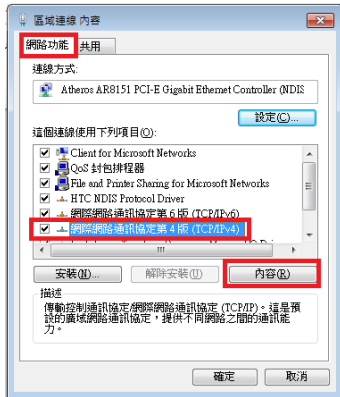 區域連線 內容
網路功能 共用
連線方式:
Atheros AR8151 PCI-E Gigabit Ethernet Controller (NDIS
設定(C)...
這個連線使用下列項目(O):
Client for Microsoft Networks
QoS 封包排程器
File and Printer Sharing for Microsoft Networks
HTC NDIS Protocol Driver
網際網路通訊協定第 6 版 (TCP/IPv6)
網際網路通訊協定第 4 版 (TCP/IPv4)
安裝(N)... 解除安裝(U) 內容(R)
描述
傳輸控制通訊協定/網際網路通訊協定 (TCP/IP)。這是預
設的廣域網路通訊協定，提供不同網路之間的通訊能
力。
確定 取消